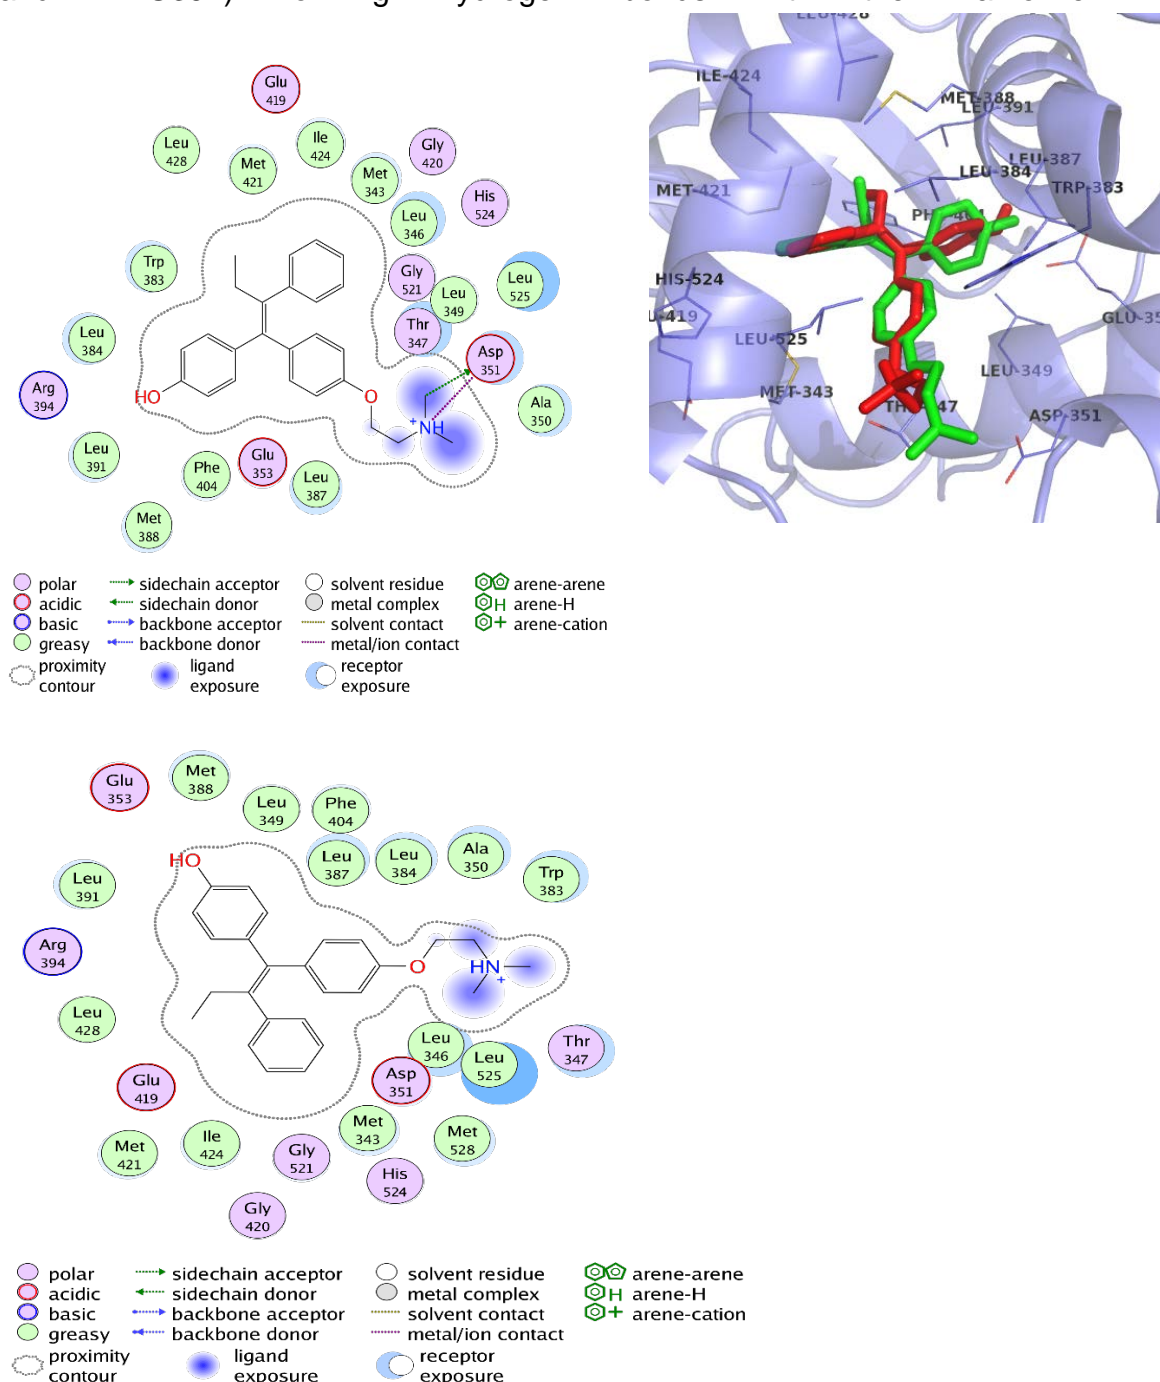 Glu
419
Leu
428
Met
421
Ile
424
Met
343
Gly
420
His
524
Leu
346
Trp
383
Gly
521
Leu
349
Leu
525
Thr
347
Leu
384
Asp
351
Arg
394
HO
O
Ala
350
+
NH
Leu
391
Phe
404
Glu
353
Leu
387
Met
388
polar
sidechain acceptor
solvent residue
arene-arene
acidic
sidechain donor
metal complex
H arene-H
basic
backbone acceptor
solvent contact
+ arene-cation
greasy
backbone donor
metal/ion contact
proximity
contour
ligand
exposure
receptor
exposure
LEU-428
ILE-424
MET-388
LEU-391
LEU-387
LEU-384
MET-421
TRP-383
HIS-524
LEU-525
MET-343
LEU-349
ASP-351
Glu
353
Met
388
Leu
349
Phe
404
Leu
387
Leu
384
Ala
350
Trp
383
HO
Leu
391
Arg
394
O
HN
+
Leu
428
Leu
346
Leu
525
Thr
347
Glu
419
Asp
351
Met
421
Ile
424
Gly
521
Met
343
Met
528
His
524
Gly
420
polar
sidechain acceptor
solvent residue
arene-arene
acidic
sidechain donor
metal complex
H arene-H
basic
backbone acceptor
solvent contact
+ arene-cation
greasy
backbone donor
metal/ion contact
proximity
contour
ligand
exposure
receptor
exposure